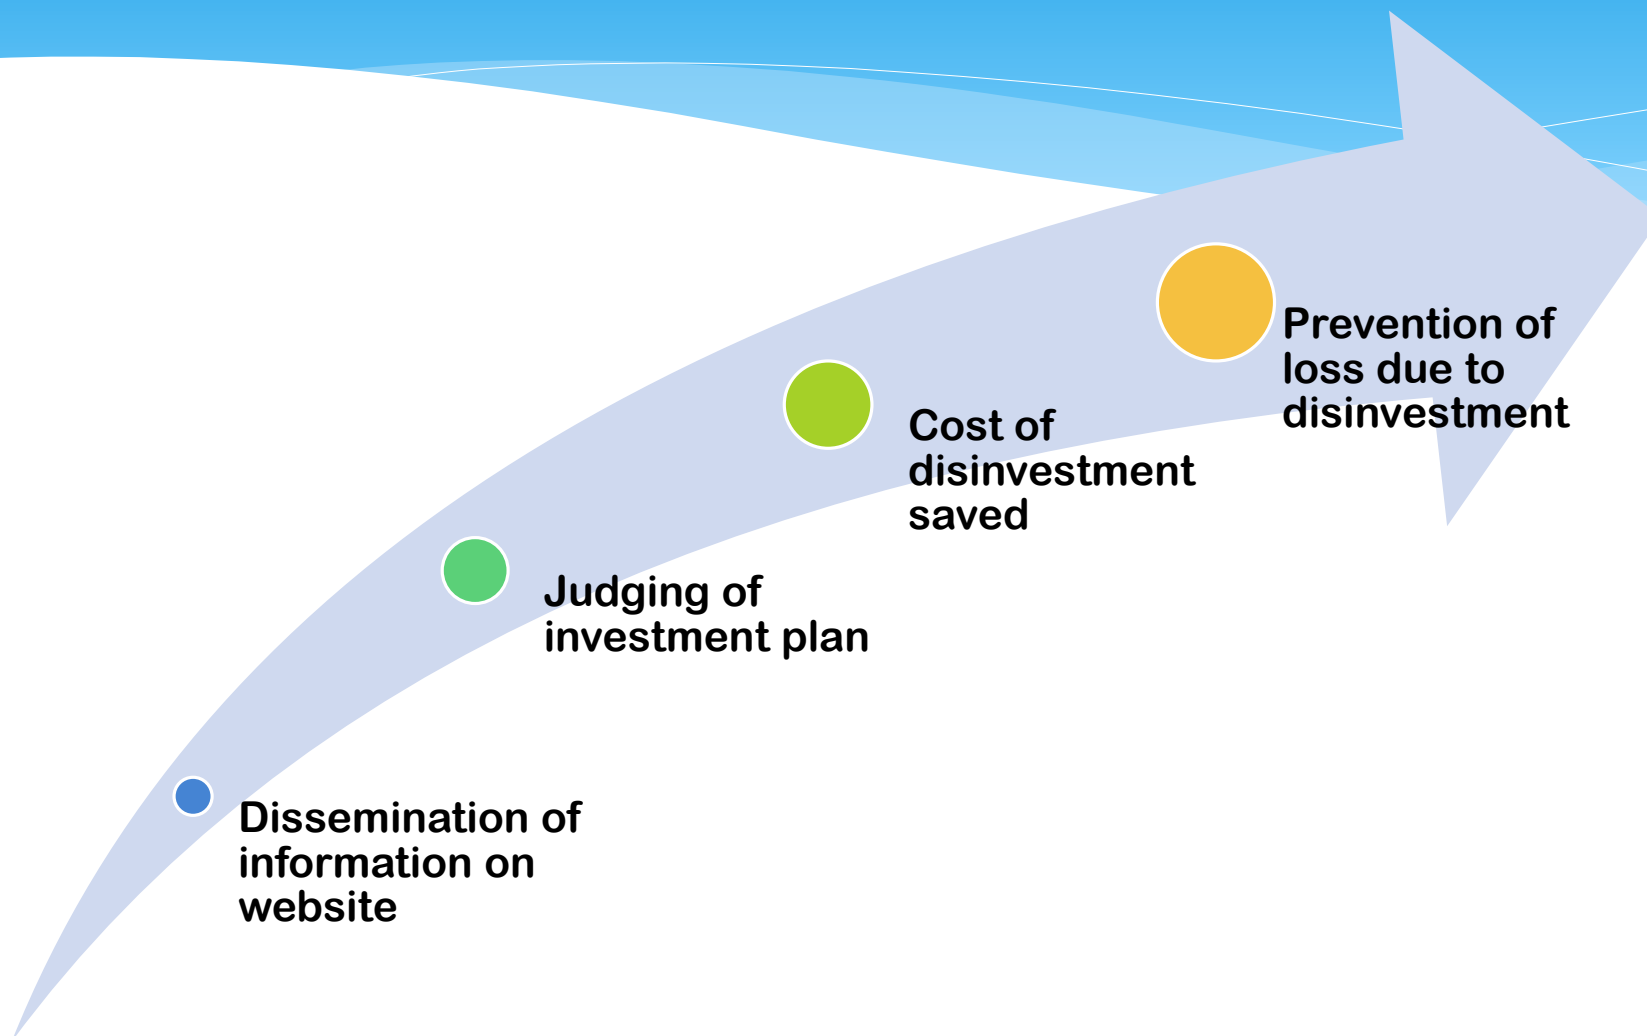 Dissemination of
information on
website
Judging of
investment plan
Cost of
disinvestment
saved
Prevention of
loss due to
disinvestment